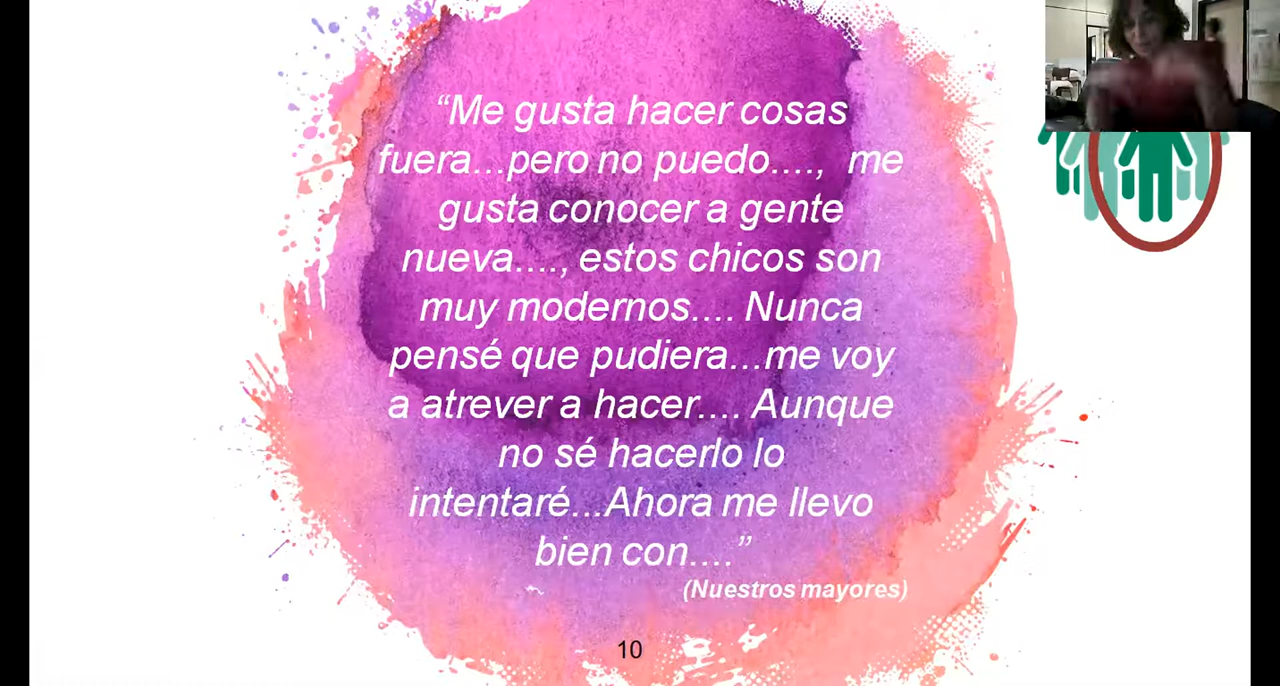 “Me gusta hacer cosas
fuera...pero no puedo...., me
gusta conocer a gente
nueva...., estos chicos son
muy modernos.... Nunca
pensé que pudiera...me voy
a atrever a hacer.... Aunque
no sé hacerlo lo
intentaré...Ahora me llevo
bien con....”
(Nuestros mayores)
10